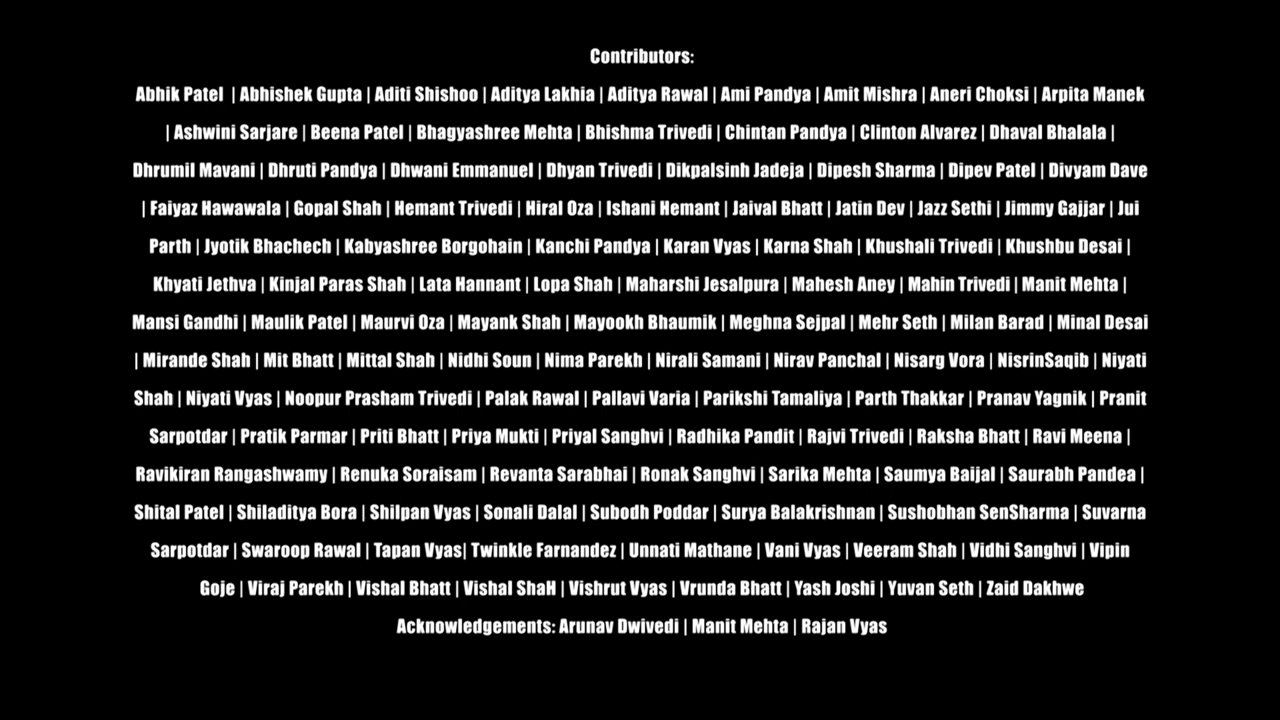 Contributors:
Abhik Patel | Abhishek Gupta | Aditi Shishoo | Aditya Lakhia | Aditya Rawal | Ami Pandya | Amit Mishra | Aneri Choksi | Arpita Manek
| Ashwini Sarjare | Beena Patel | Bhagyashree Mehta | Bhishma Trivedi | Chintan Pandya | Clinton Alvarez | Dhaval Bhalala |
Dhrumil Mavani | Dhruti Pandya | Dhwani Emmanuel | Dhyan Trivedi | Dikpalsinh Jadeja | Dipesh Sharma | Dipev Patel | Divyam Dave
| Faiyaz Hawawala | Gopal Shah | Hemant Trivedi | Hiral Oza | Ishani Hemant | Jaival Bhatt | Jatin Dev | Jazz Sethi | Jimmy Gajjar | Jui
Parth | Jyotik Bhachech | Kabyashree Borgohain | Kanchi Pandya | Karan Vyas | Karna Shah | Khushali Trivedi | Khushbu Desai |
Khyati Jethva | Kinjal Paras Shah | Lata Hannant | Lopa Shah | Maharshi Jesalpura | Mahesh Aney | Mahin Trivedi | Manit Mehta |
Mansi Gandhi | Maulik Patel | Maurvi Oza | Mayank Shah | Mayookh Bhaumik | Meghna Sejpal | Mehr Seth | Milan Barad | Minal Desai
| Mirande Shah | Mit Bhatt | Mittal Shah | Nidhi Soun | Nima Parekh | Nirali Samani | Nirav Panchal | Nisarg Vora | NisrinSaqib | Niyati
Shah | Niyati Vyas | Noopur Prasham Trivedi | Palak Rawal | Pallavi Varia | Parikshi Tamaliya | Parth Thakkar | Pranav Yagnik | Pranit
Sarpotdar | Pratik Parmar | Priti Bhatt | Priya Mukti | Priyal Sanghvi | Radhika Pandit | Rajvi Trivedi | Raksha Bhatt | Ravi Meena |
Ravikiran Rangashwamy | Renuka Soraisam | Revanta Sarabhai | Ronak Sanghvi | Sarika Mehta | Saumya Baijal | Saurabh Pandea |
Shital Patel | Shiladitya Bora | Shilpan Vyas | Sonali Dalal | Subodh Poddar | Surya Balakrishnan | Sushobhan SenSharma | Suvarna
Sarpotdar | Swaroop Rawal | Tapan Vyas| Twinkle Farnandez | Unnati Mathane | Vani Vyas | Veeram Shah | Vidhi Sanghvi | Vipin
Goje | Viraj Parekh | Vishal Bhatt | Vishal ShaH | Vishrut Vyas | Vrunda Bhatt | Yash Joshi | Yuvan Seth | Zaid Dakhwe
Acknowledgements: Arunav Dwivedi | Manit Mehta | Rajan Vyas